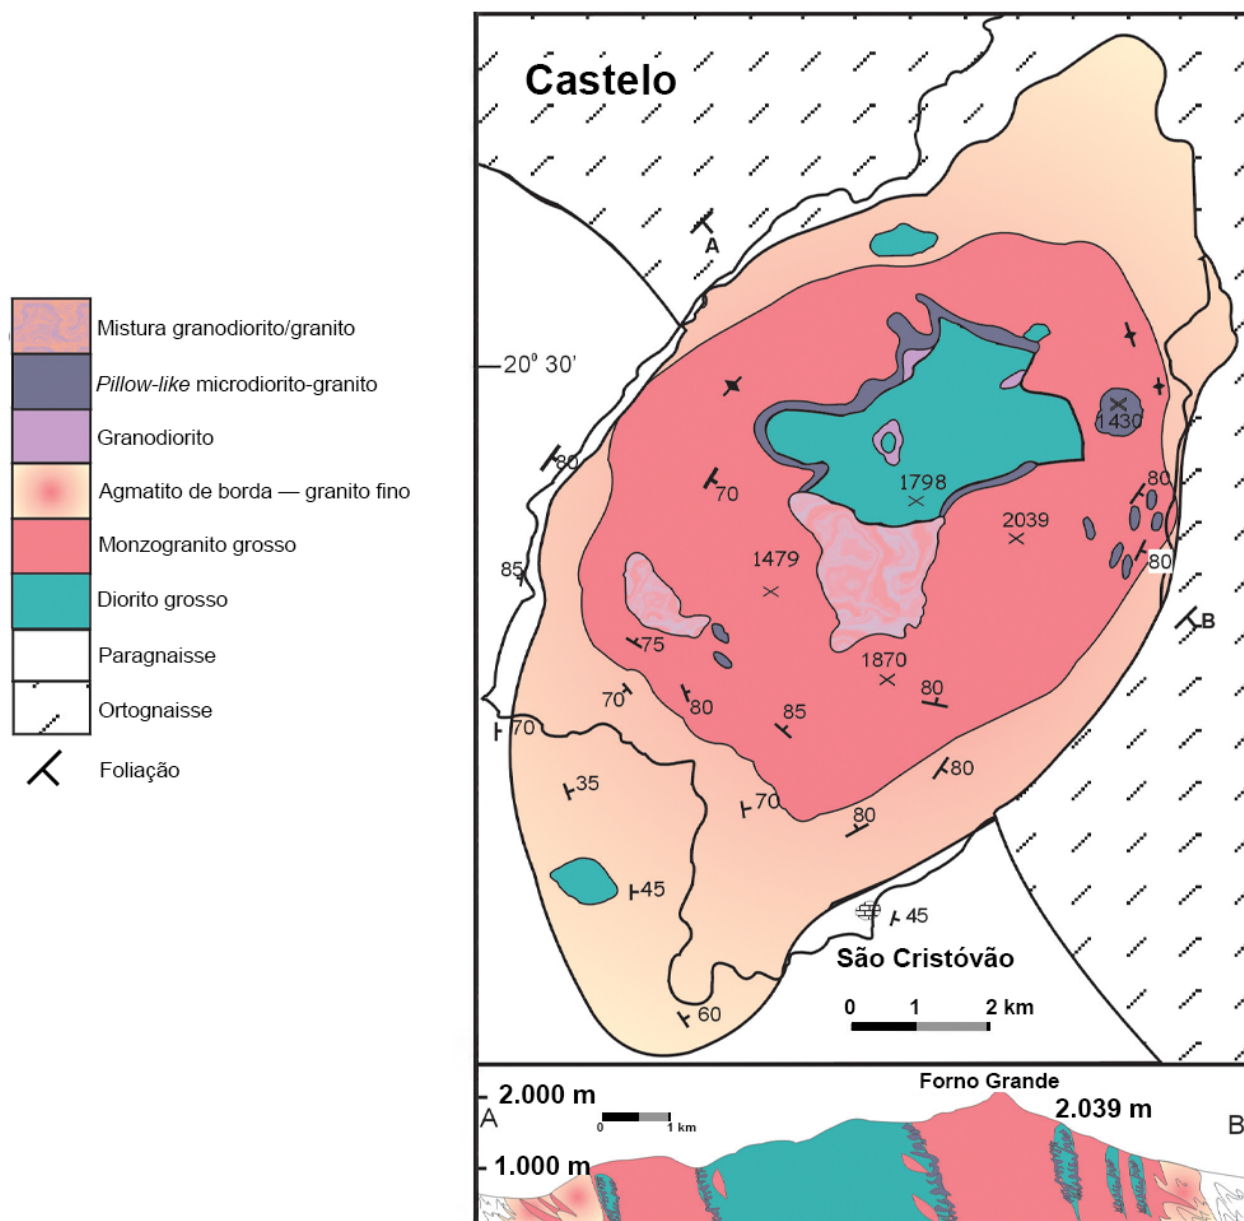 Castelo
A
20° 30'
Mistura granodiorito/granito
Pillow-like microdiorito-granito
Granodiorito
Agmatito de borda — granito fino
Monzogranito grosso
Diorito grosso
Paragnaisse
Ortognaisse
Foliação
1430
80
70
1798
80
2039
1479
80
85
B
75
1870
70
80
80
85
70
80
35
70
80
45
45
São Cristóvão
0 1 2 km
60
Forno Grande
2.000 m
2.039 m
A
B
0 1 km
1.000 m